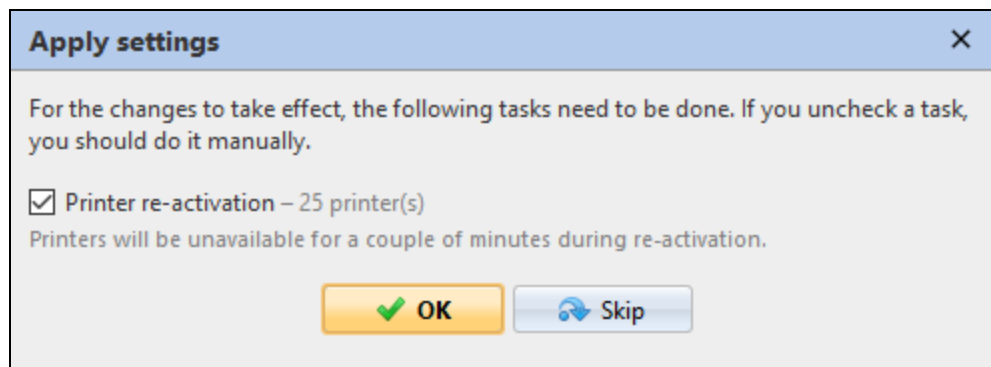 Apply settings
For the changes to take effect, the following tasks need to be done. If you uncheck a task,
you should do it manually.
Printer re-activation – 25 printer(s)
Printers will be unavailable for a couple of minutes during re-activation.
OK
Skip